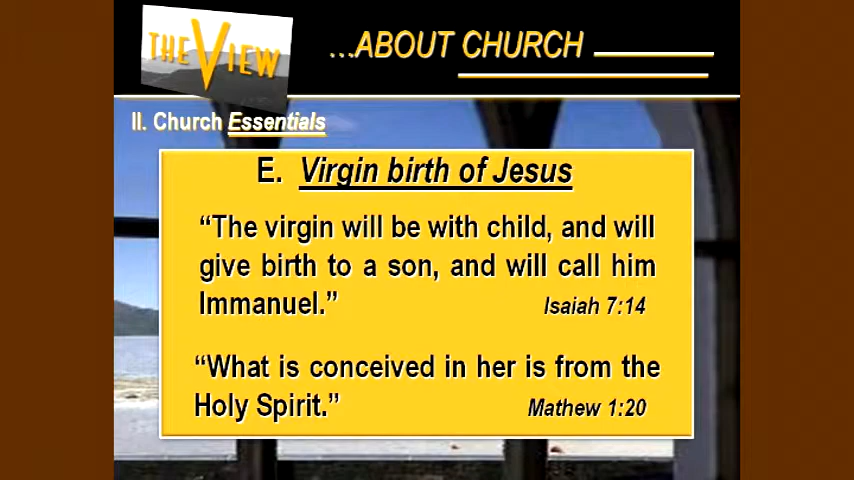 THE VIEW
...ABOUT CHURCH
II. Church Essentials
E. Virgin birth of Jesus
“The virgin will be with child, and will
give birth to a son, and will call him
Immanuel.” Isaiah 7:14
“What is conceived in her is from the
Holy Spirit.” Mathew 1:20